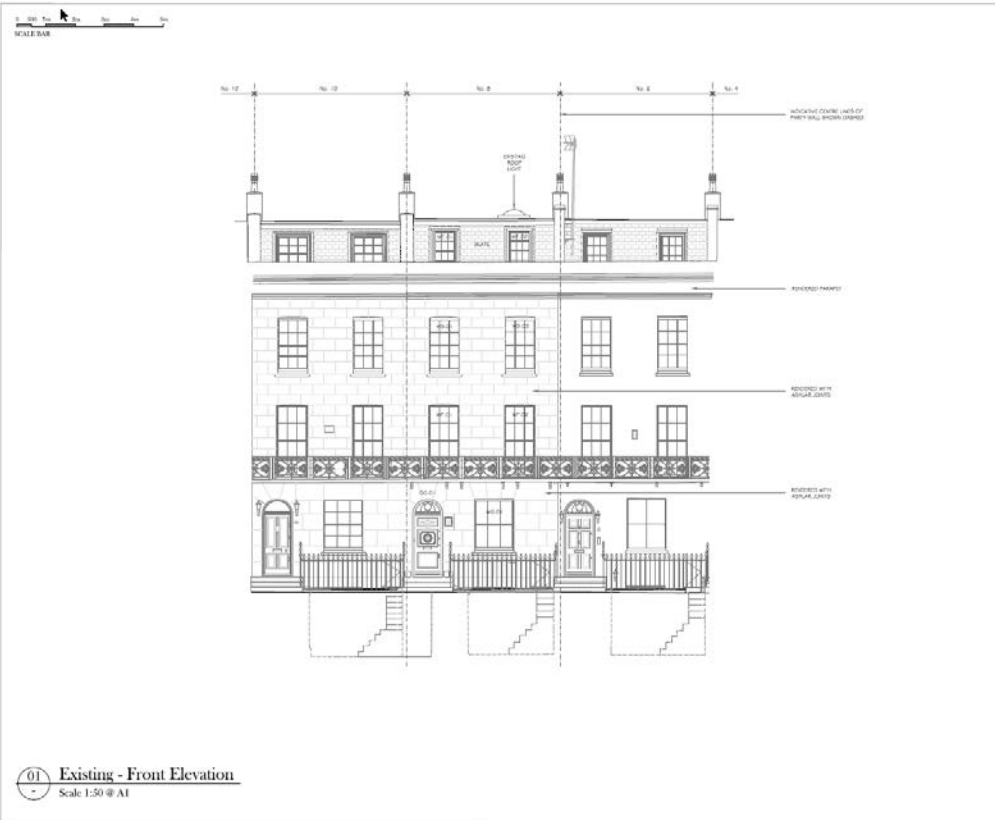 SCALE BAR
No. 12
No. 10
No. 8
No. 6
No. 4
INDICATIVE CENTRE LINES OF
PARTY WALL SHOWN DASHED
EXISTING
ROOF
LIGHT
SLATE
RENDERED PARAPET
RENDERED WITH
ASHLAR JOINTS
RENDERED WITH
ASHLAR JOINTS
01
Existing - Front Elevation
Scale 1:50 @ A1